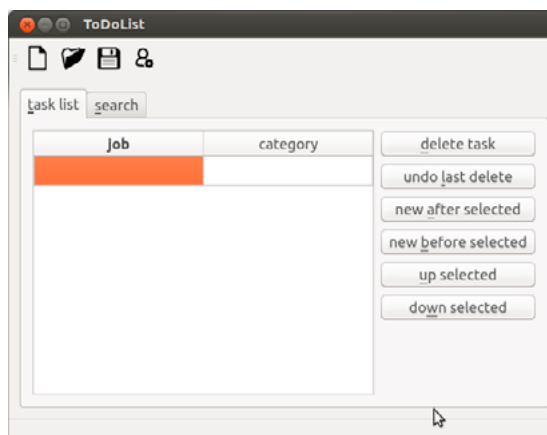 ToDoList
task list search
Job category
delete task
undo last delete
new after selected
new before selected
up selected
down selected